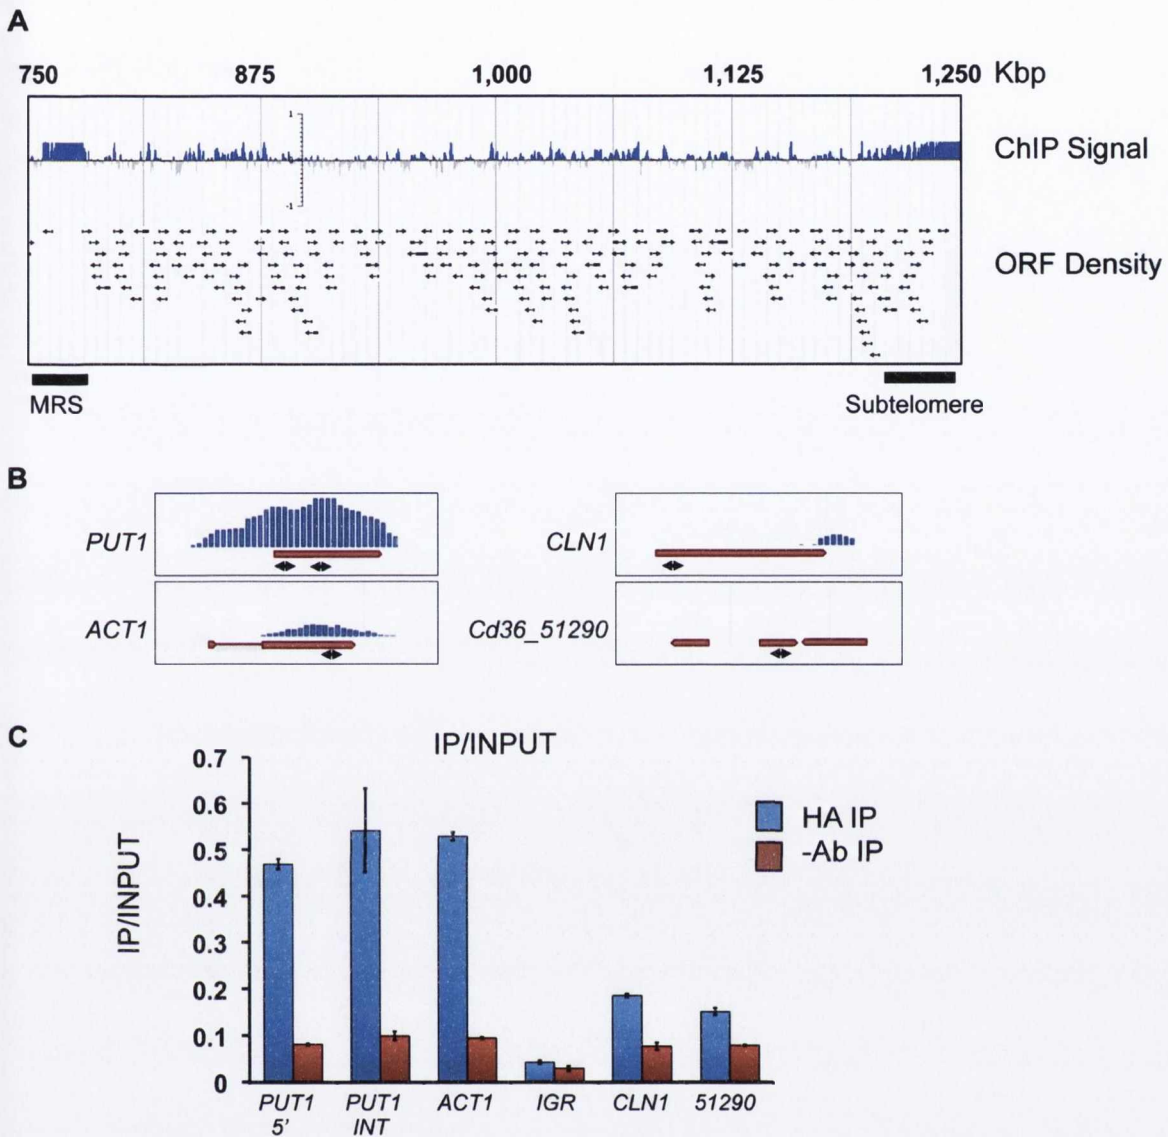 A
750 875 1,000 1,125 1,250 Kbp
1
-1
ChIP Signal
ORF Density
MRS
Subtelomere
B
PUT1
CLN1
ACT1
Cd36_51290
C
IP/INPUT
IP/INPUT
0.7
0.6
0.5
0.4
0.3
0.2
0.1
0
HA IP
-Ab IP
PUT1 5'
PUT1 INT
ACT1
IGR
CLN1
51290